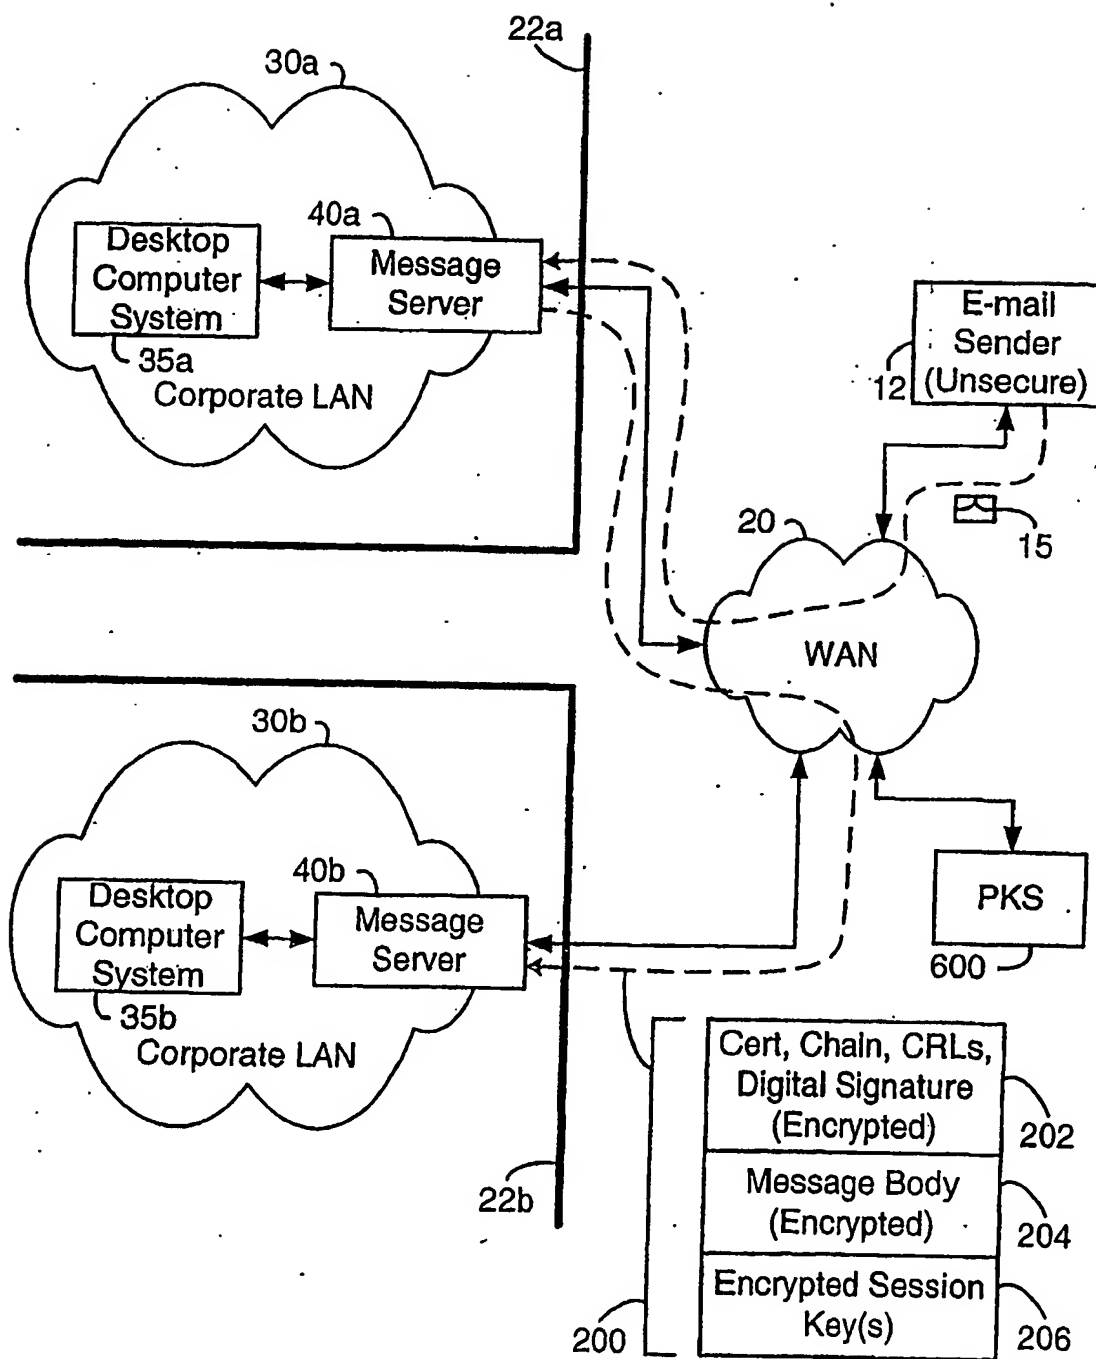 22a
30a
40a
Desktop
Computer
System
Message
Server
35a
Corporate LAN
E-mail
Sender
(Unsecure)
12
15
20
WAN
30b
40b
Desktop
Computer
System
Message
Server
35b
Corporate LAN
PKS
600
22b
Cert, Chain, CRLs,
Digital Signature
(Encrypted)
202
Message Body
(Encrypted)
204
Encrypted Session
Key(s)
206
200